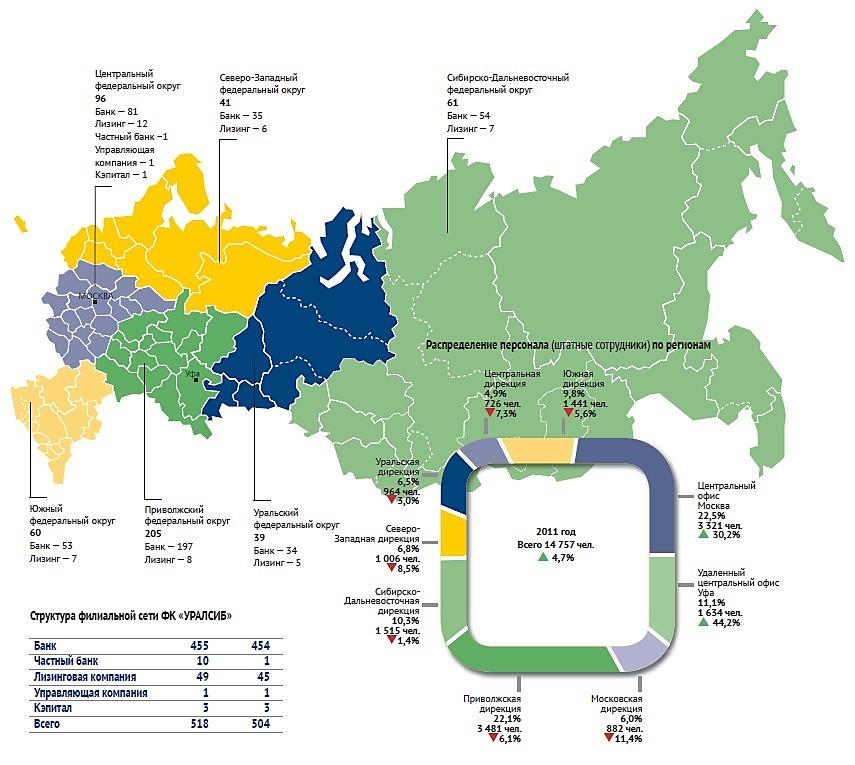 Центральный
федеральный округ
96
Банк — 81
Лизинг — 12
Частный банк –1
Управляющая
компания — 1
Кэпитал — 1
Северо-Западный
федеральный округ
41
Банк — 35
Лизинг — 6
Сибирско-Дальневосточный
федеральный округ
61
Банк — 54
Лизинг — 7
МОСКВА
Уфа
Южный
федеральный округ
60
Банк — 53
Лизинг — 7
Приволжский
федеральный округ
205
Банк — 197
Лизинг — 8
Уральский
федеральный округ
39
Банк — 34
Лизинг — 5
Распределение персонала (штатные сотрудники) по регионам
Центральная
дирекция
4,9%
726 чел.
▼7,3%
Южная
дирекция
9,8%
1 441 чел.
▼5,6%
Уральская
дирекция
6,5%
964 чел.
▼3,0%
Северо-
Западная дирекция
6,8%
1 006 чел.
▼8,5%
Сибирско-
Дальневосточная
дирекция
10,3%
1 515 чел.
▼1,4%
2011 год
Всего 14 757 чел.
▲ 4,7%
Центральный
офис
Москва
22,5%
3 321 чел.
▲ 30,2%
Удаленный
центральный офис
Уфа
11,1%
1 634 чел.
▲ 44,2%
Приволжская
дирекция
22,1%
3 481 чел.
▼6,1%
Московская
дирекция
6,0%
882 чел.
▼11,4%
Структура филиальной сети ФК «УРАЛСИБ»
Банк 455 454
Частный банк 10 1
Лизинговая компания 49 45
Управляющая компания 1 1
Кэпитал 3 3
Всего 518 504